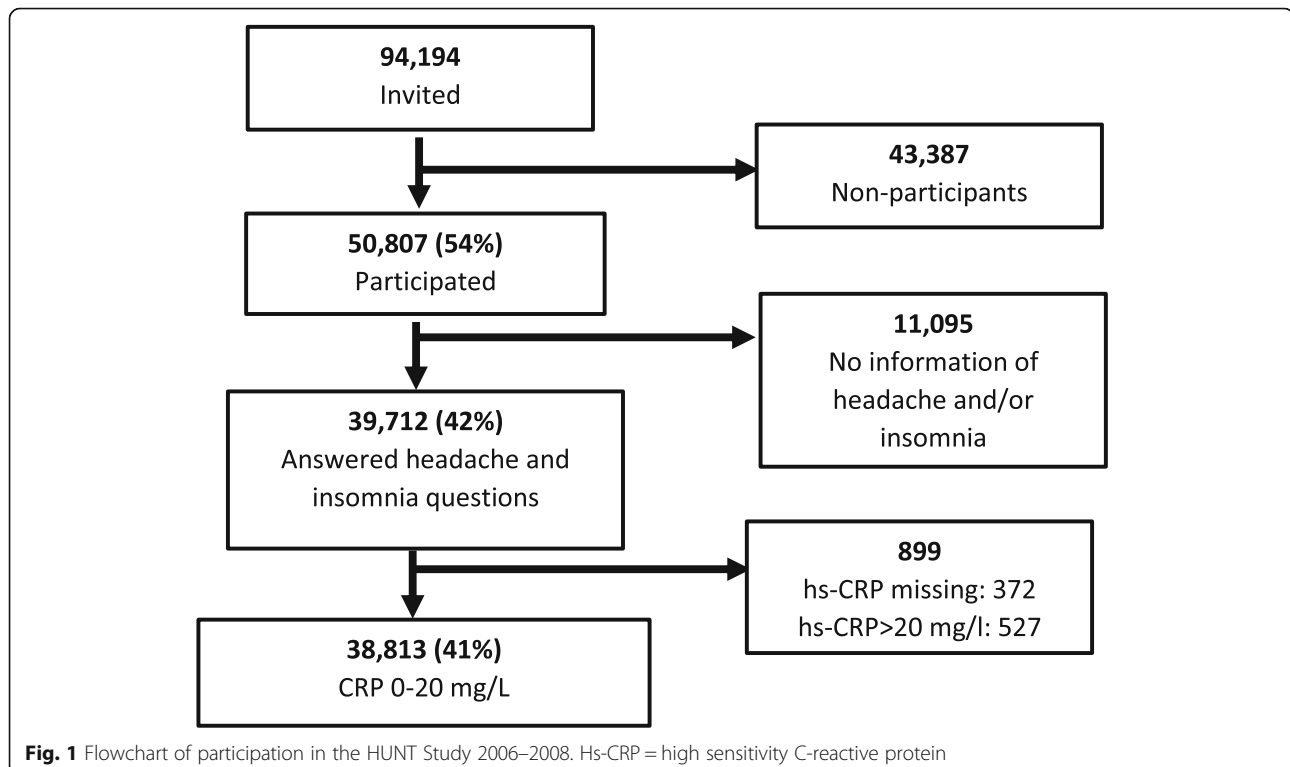 94,194
Invited
43,387
Non-participants
50,807 (54%)
Participated
11,095
No information of
headache and/or
insomnia
39,712 (42%)
Answered headache and
insomnia questions
899
hs-CRP missing: 372
hs-CRP>20 mg/l: 527
38,813 (41%)
CRP 0-20 mg/L
Fig. 1 Flowchart of participation in the HUNT Study 2006–2008. Hs-CRP = high sensitivity C-reactive protein